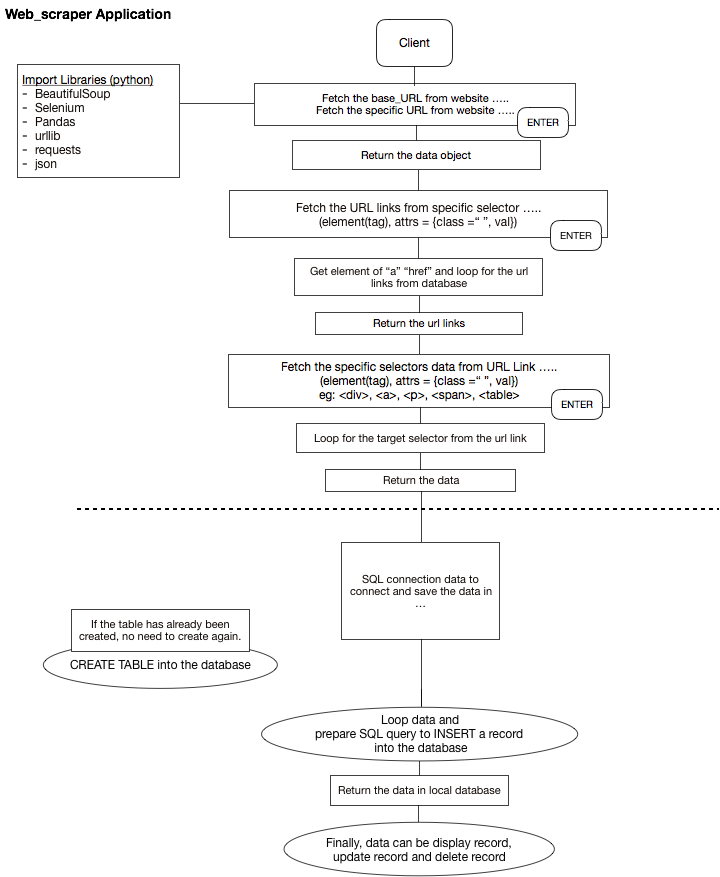 Web_scraper Application
Client
Import Libraries (python)
- BeautifulSoup
- Selenium
- Pandas
- urllib
- requests
- json
Fetch the base_URL from website …..
Fetch the specific URL from website …..
ENTER
Return the data object
Fetch the URL links from specific selector …..
(element(tag), attrs = {class =“ ”, val})
ENTER
Get element of “a” “href” and loop for the url
links from database
Return the url links
Fetch the specific selectors data from URL Link …..
(element(tag), attrs = {class =“ ”, val})
eg: <div>, <a>, <p>, <span>, <table>
ENTER
Loop for the target selector from the url link
Return the data
SQL connection data to
connect and save the data in
…
If the table has already been
created, no need to create again.
CREATE TABLE into the database
Loop data and
prepare SQL query to INSERT a record
into the database
Return the data in local database
Finally, data can be display record,
update record and delete record